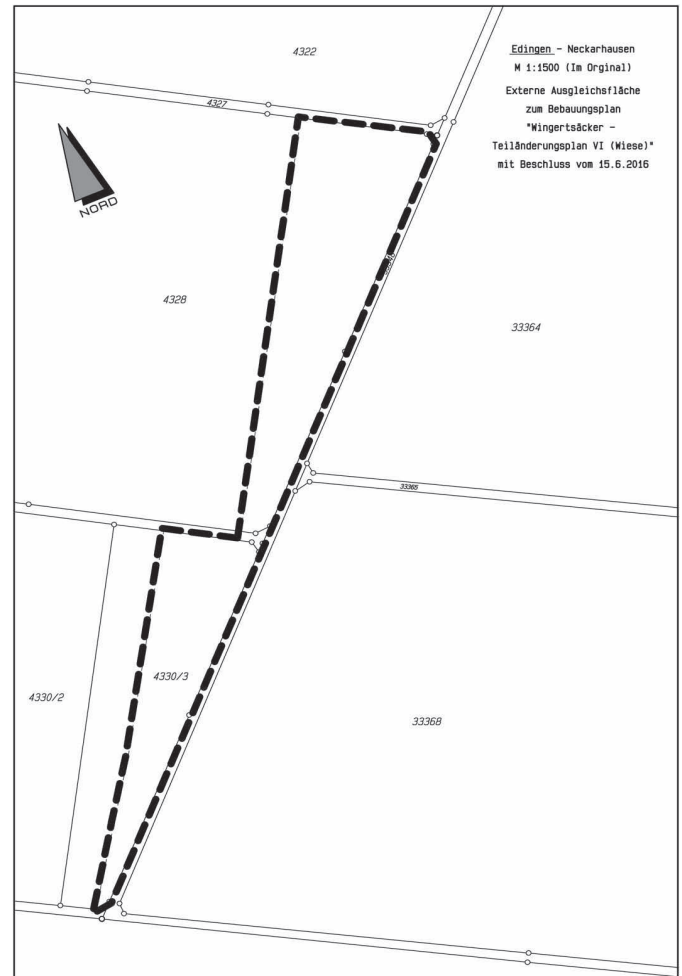 4322
Edingen - Neckarhausen
M 1:1500 (Im Orginal)
Externe Ausgleichsfläche
zum Bebauungsplan
"Wingertsäcker -
Teiländerungsplan VI (Wiese)"
mit Beschluss vom 15.6.2016
4327
NORD
4328
33364
33365
4330/3
4330/2
33368